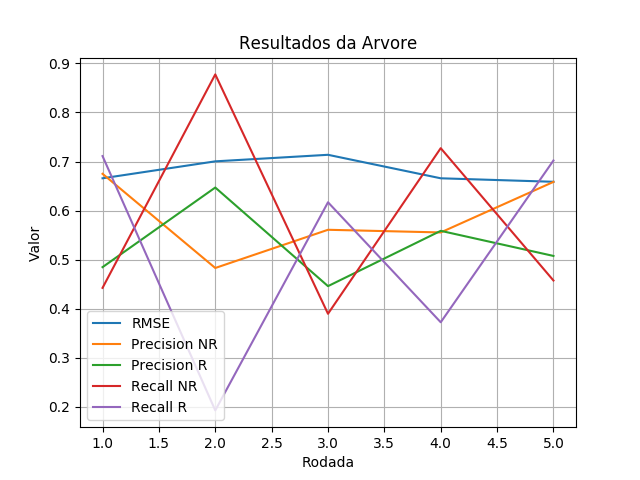 Resultados da Arvore
0.9
0.8
0.7
0.6
0.5
0.4
0.3
0.2
Valor
RMSE
Precision NR
Precision R
Recall NR
Recall R
1.0 1.5 2.0 2.5 3.0 3.5 4.0 4.5 5.0
Rodada